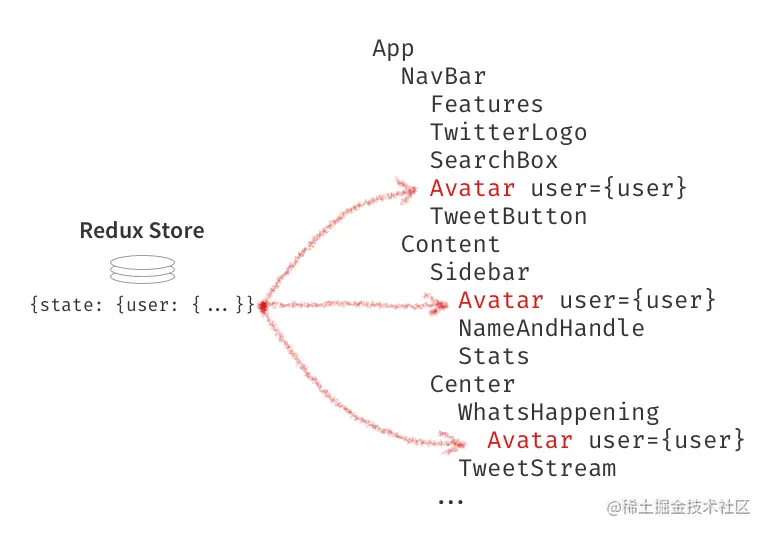 App
NavBar
Features
TwitterLogo
SearchBox
Avatar user={user}
TweetButton
Redux Store
{state: {user: {...}}
Content
Sidebar
Avatar user={user}
NameAndHandle
Stats
Center
WhatsHappening
Avatar user={user}
TweetStream
...
@稀土掘金技术社区